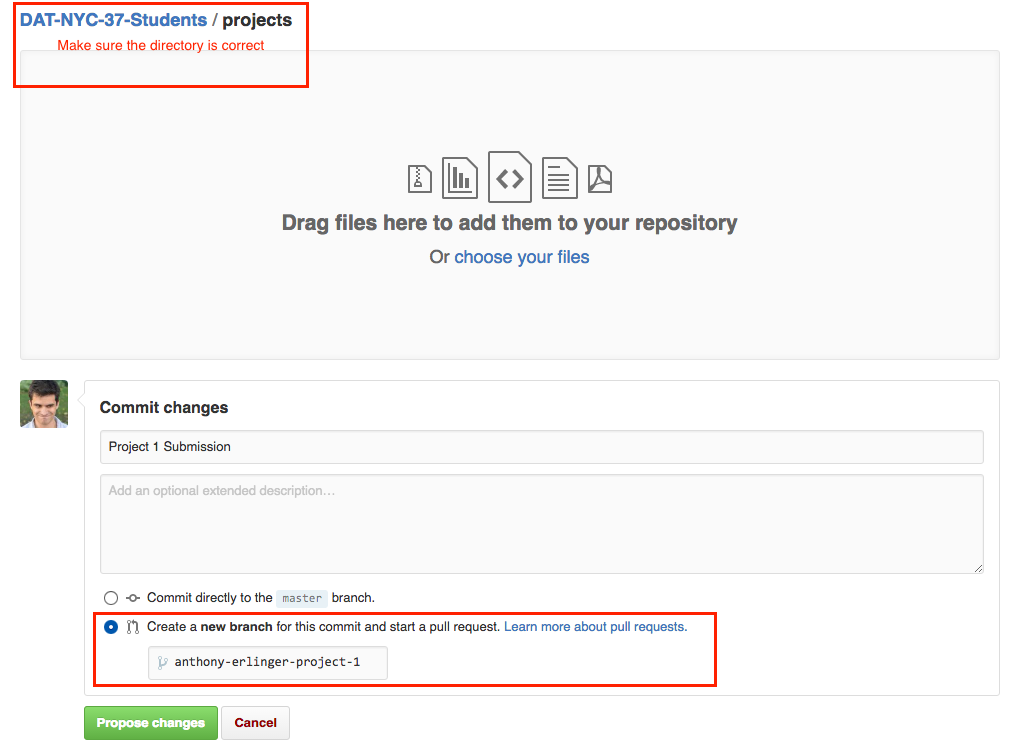 DAT-NYC-37-Students / projects
Make sure the directory is correct
Drag files here to add them to your repository
Or choose your files
Commit changes
Project 1 Submission
Add an optional extended description…
Commit directly to the master branch.
Create a new branch for this commit and start a pull request. Learn more about pull requests.
anthony-erlinger-project-1
Propose changes Cancel